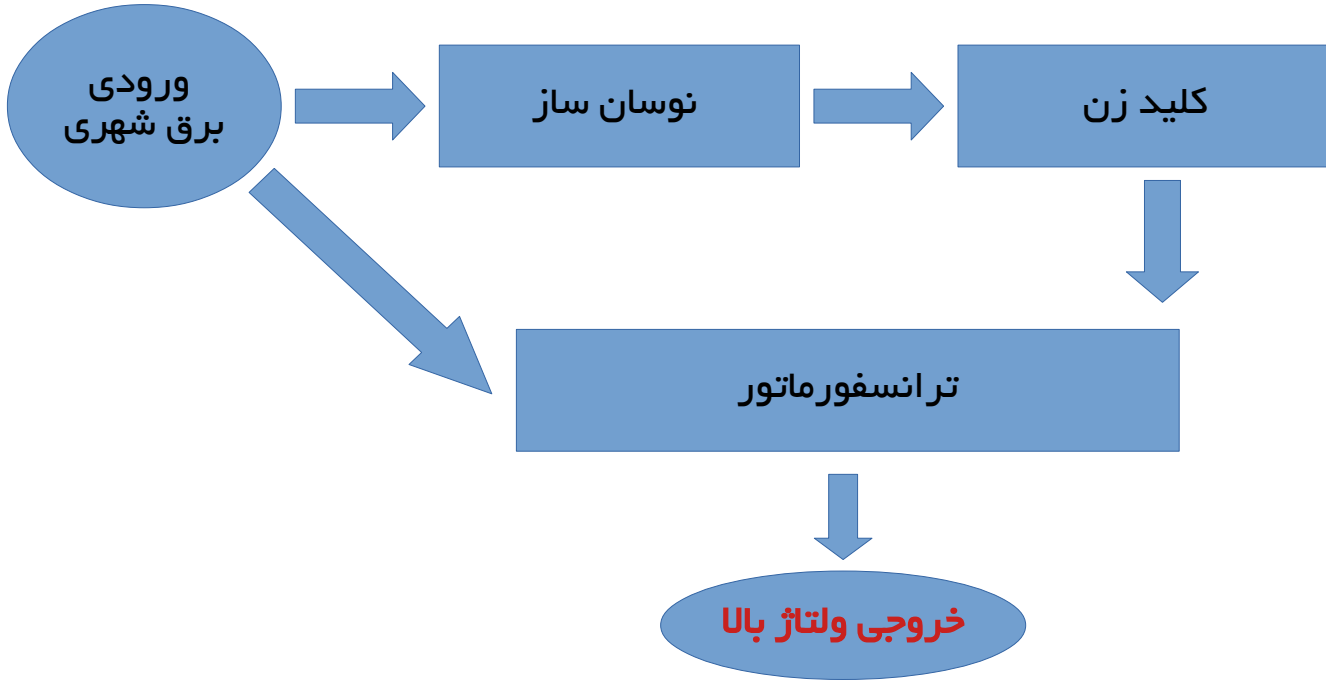 ورودی
برق شهری
نوسان ساز
کلید زن
ترانسفورماتور
خروجی ولتاژ بالا